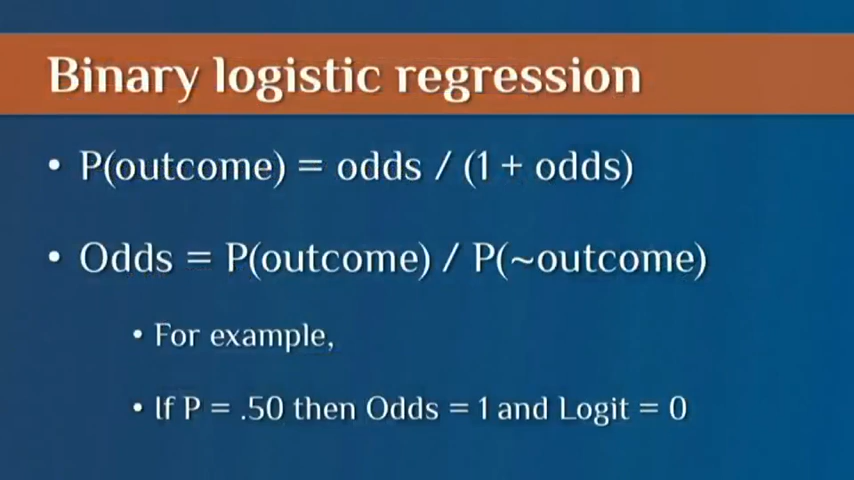 Binary logistic regression
• P(outcome) = odds / (1 + odds)
• Odds = P(outcome) / P(~outcome)
• For example,
• If P = .50 then Odds = 1 and Logit = 0